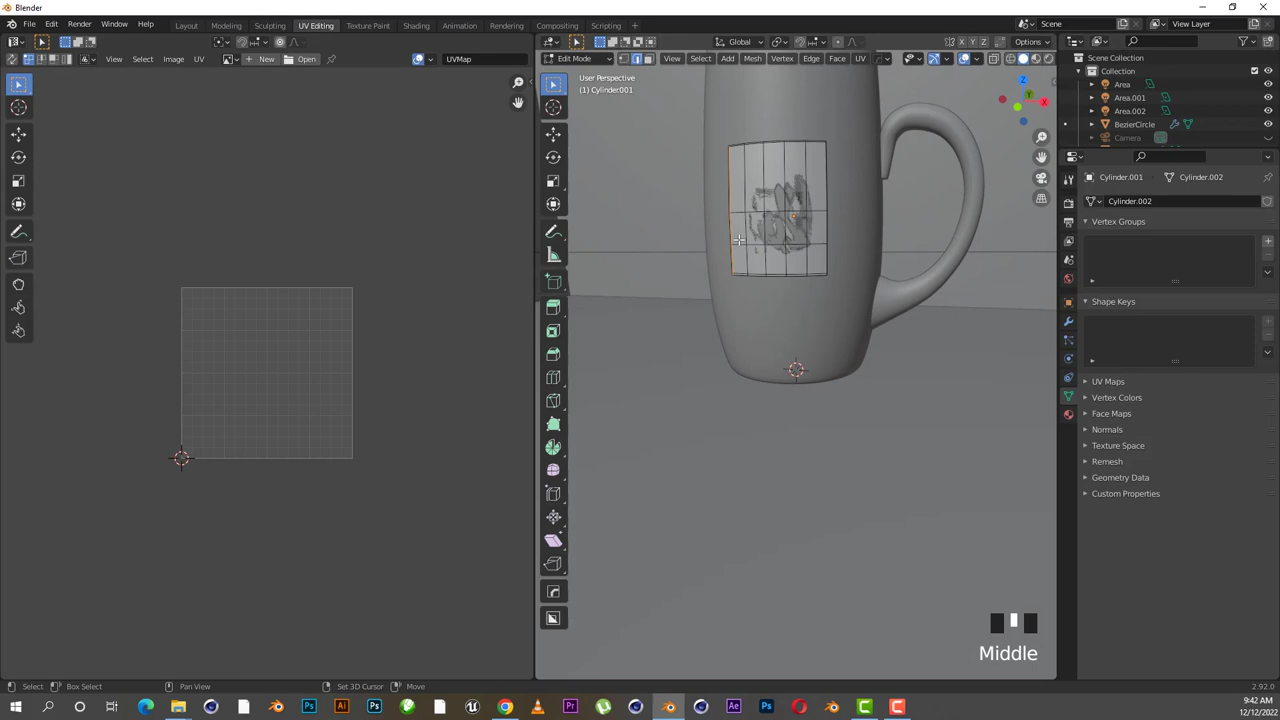 Blender
File Edit Render Window Help Layout Modeling Sculpting UV Editing Texture Paint Shading Animation Rendering Compositing Scripting + Scene View Layer
Global Options
View Select Image UV New Open UVMap Edit Mode View Select Add Mesh Vertex Edge Face UV
User Perspective
(1) Cylinder001
X Y Z
Scene Collection
Collection
Area
Area.001
Area.002
BezierCircle
Camera
Cylinder.001 Cylinder.002
Cylinder.002
Vertex Groups
Shape Keys
UV Maps
Vertex Colors
Face Maps
Normals
Texture Space
Remesh
Geometry Data
Custom Properties
Middle
Select Box Select Pan View Set 3D Cursor Move 2.92.0
9:42 AM
12/12/2022